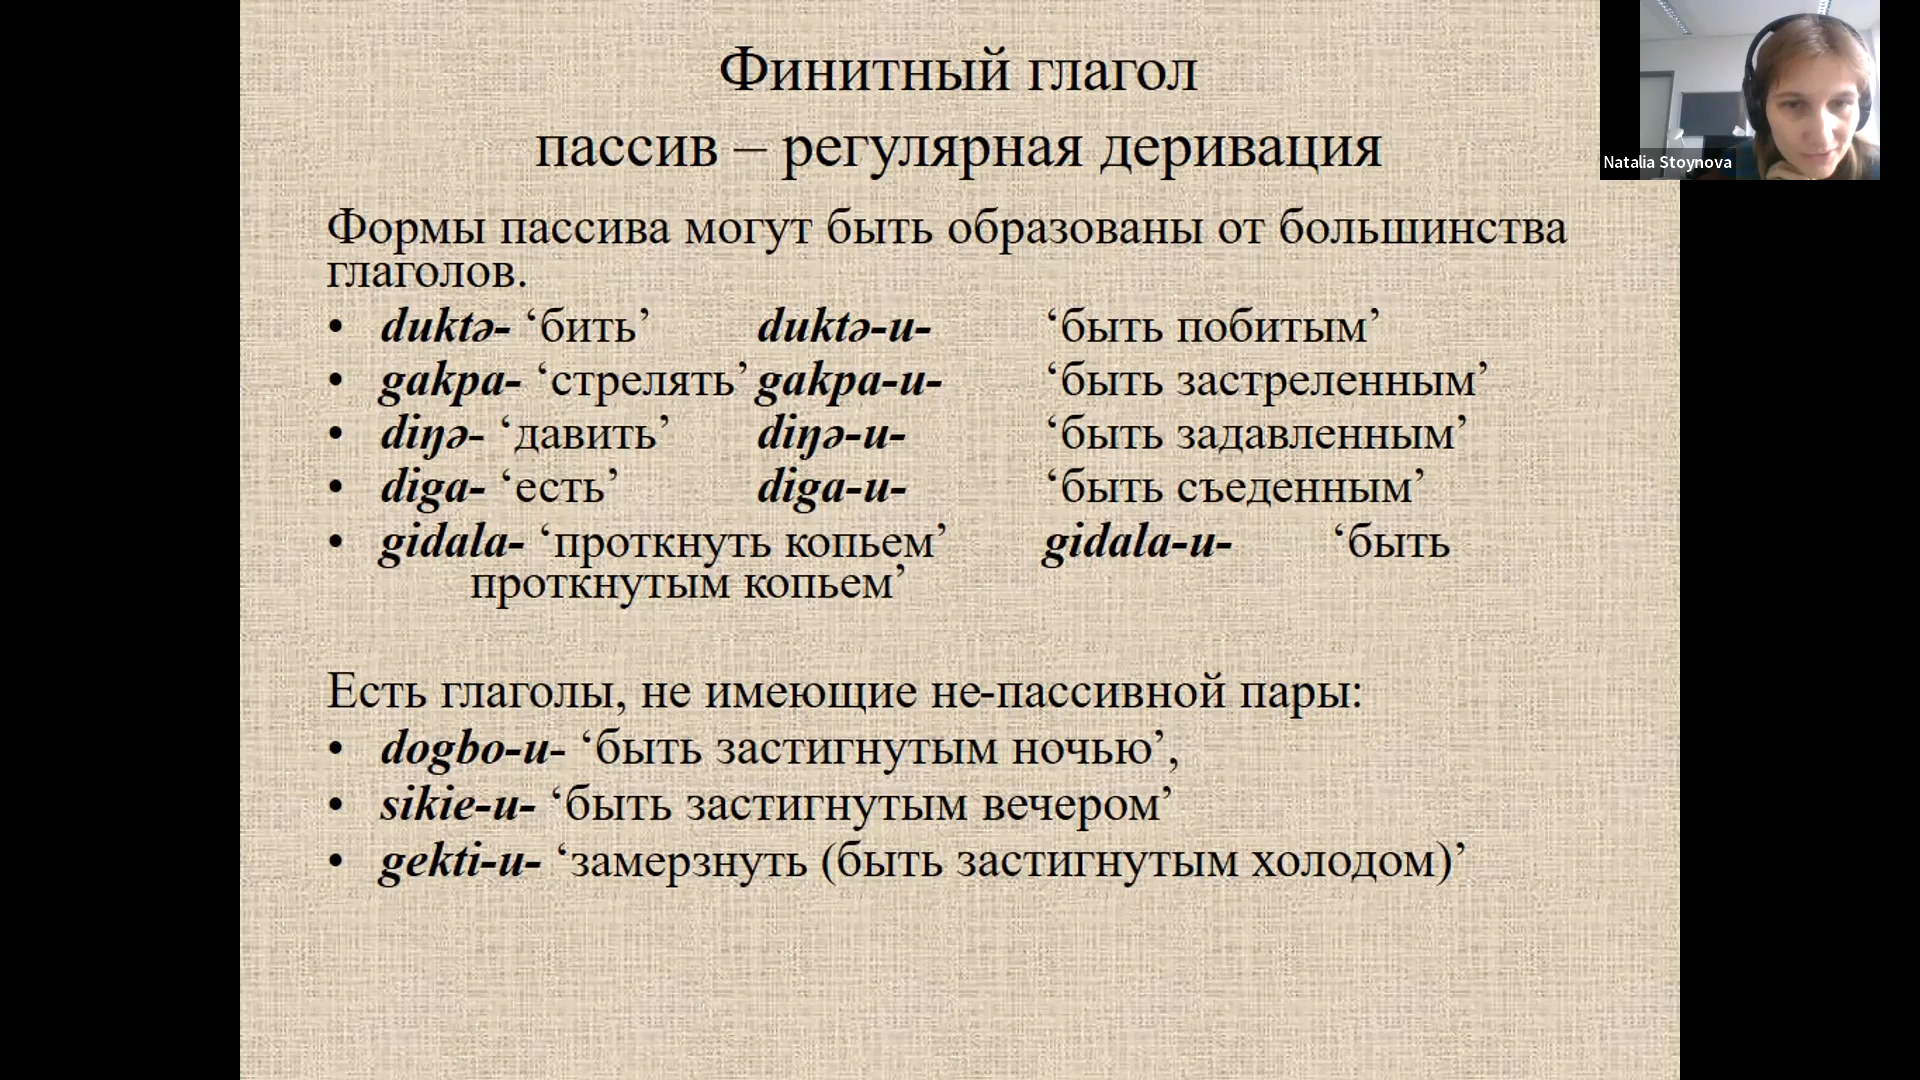 Финитный глагол
пассив – регулярная деривация
Natalia Stoynova
Формы пассива могут быть образованы от большинства
глаголов.
• duktə- ‘бить’ duktə-u- ‘быть побитым’
• gakpa- ‘стрелять’ gakpa-u- ‘быть застреленным’
• diŋə- ‘давить’ diŋə-u- ‘быть задавленным’
• diga- ‘есть’ diga-u- ‘быть съеденным’
• gidala- ‘проткнуть копьем’ gidala-u- ‘быть
проткнутым копьем’
Есть глаголы, не имеющие не-пассивной пары:
• dogbo-u- ‘быть застигнутым ночью’,
• sikie-u- ‘быть застигнутым вечером’
• gekti-u- ‘замерзнуть (быть застигнутым холодом)’